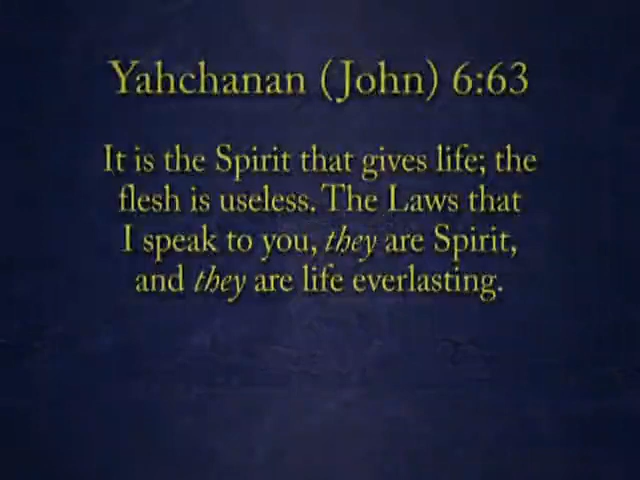 Yahchanan (John) 6:63
It is the Spirit that gives life; the
flesh is useless. The Laws that
I speak to you, they are Spirit,
and they are life everlasting.